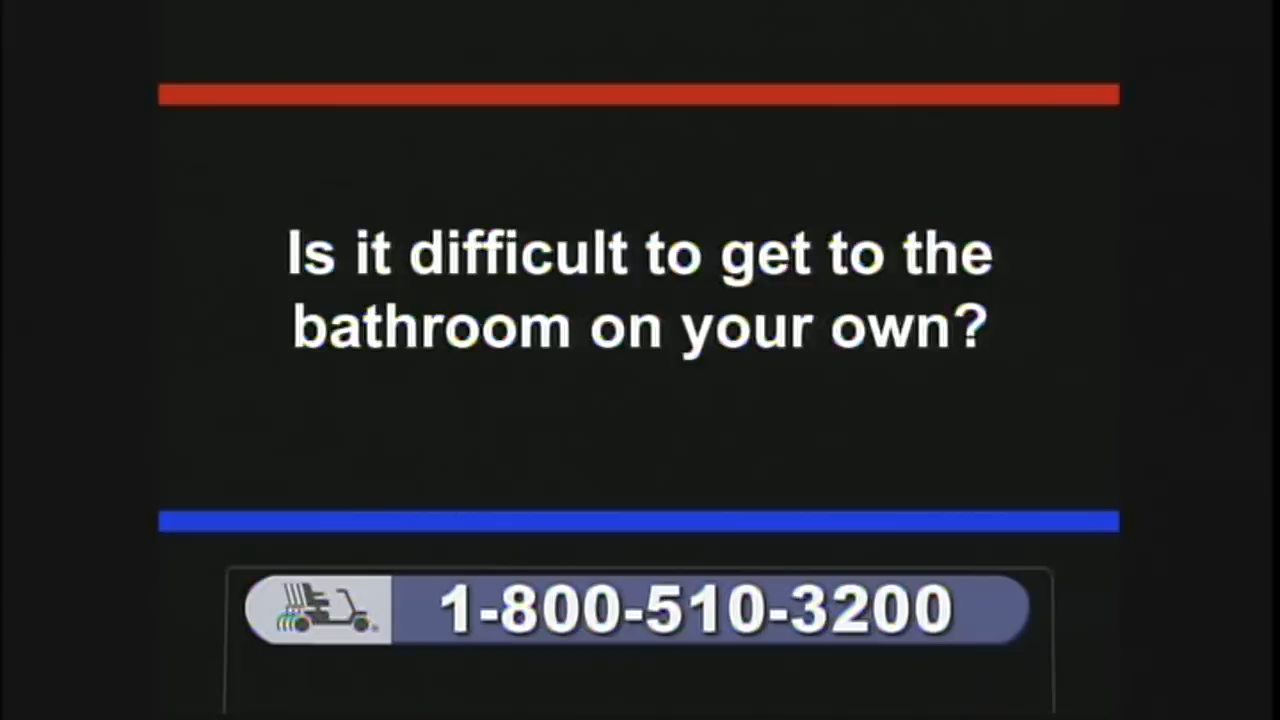 Is it difficult to get to the
bathroom on your own?
1-800-510-3200